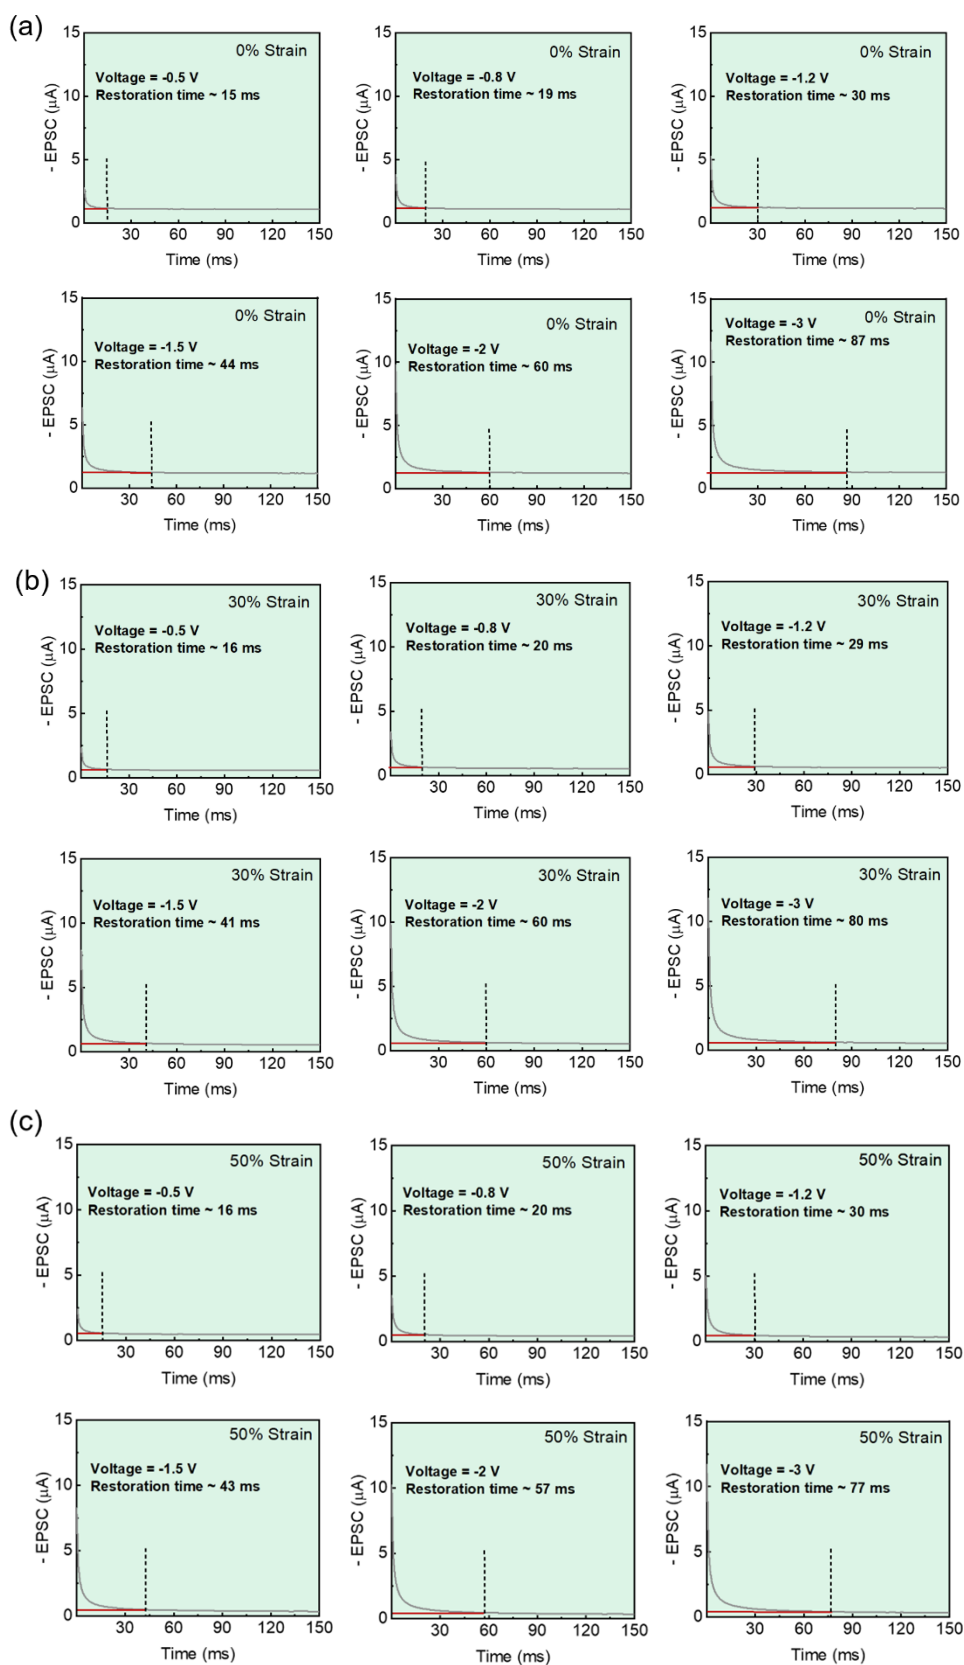 (a)
15
10
5
0
- EPSC (μA)
0% Strain
Voltage = -0.5 V
Restoration time ~ 15 ms
30 60 90 120 150
Time (ms)
15
10
5
0
- EPSC (μA)
0% Strain
Voltage = -0.8 V
Restoration time ~ 19 ms
30 60 90 120 150
Time (ms)
15
10
5
0
- EPSC (μA)
0% Strain
Voltage = -1.2 V
Restoration time ~ 30 ms
30 60 90 120 150
Time (ms)
15
10
5
0
- EPSC (μA)
0% Strain
Voltage = -1.5 V
Restoration time ~ 44 ms
30 60 90 120 150
Time (ms)
15
10
5
0
- EPSC (μA)
0% Strain
Voltage = -2 V
Restoration time ~ 60 ms
30 60 90 120 150
Time (ms)
15
10
5
0
- EPSC (μA)
0% Strain
Voltage = -3 V
Restoration time ~ 87 ms
30 60 90 120 150
Time (ms)
(b)
15
10
5
0
- EPSC (μA)
30% Strain
Voltage = -0.5 V
Restoration time ~ 16 ms
30 60 90 120 150
Time (ms)
15
10
5
0
- EPSC (μA)
30% Strain
Voltage = -0.8 V
Restoration time ~ 20 ms
30 60 90 120 150
Time (ms)
15
10
5
0
- EPSC (μA)
30% Strain
Voltage = -1.2 V
Restoration time ~ 29 ms
30 60 90 120 150
Time (ms)
15
10
5
0
- EPSC (μA)
30% Strain
Voltage = -1.5 V
Restoration time ~ 41 ms
30 60 90 120 150
Time (ms)
15
10
5
0
- EPSC (μA)
30% Strain
Voltage = -2 V
Restoration time ~ 60 ms
30 60 90 120 150
Time (ms)
15
10
5
0
- EPSC (μA)
30% Strain
Voltage = -3 V
Restoration time ~ 80 ms
30 60 90 120 150
Time (ms)
(c)
15
10
5
0
- EPSC (μA)
50% Strain
Voltage = -0.5 V
Restoration time ~ 16 ms
30 60 90 120 150
Time (ms)
15
10
5
0
- EPSC (μA)
50% Strain
Voltage = -0.8 V
Restoration time ~ 20 ms
30 60 90 120 150
Time (ms)
15
10
5
0
- EPSC (μA)
50% Strain
Voltage = -1.2 V
Restoration time ~ 30 ms
30 60 90 120 150
Time (ms)
15
10
5
0
- EPSC (μA)
50% Strain
Voltage = -1.5 V
Restoration time ~ 43 ms
30 60 90 120 150
Time (ms)
15
10
5
0
- EPSC (μA)
50% Strain
Voltage = -2 V
Restoration time ~ 57 ms
30 60 90 120 150
Time (ms)
15
10
5
0
- EPSC (μA)
50% Strain
Voltage = -3 V
Restoration time ~ 77 ms
30 60 90 120 150
Time (ms)